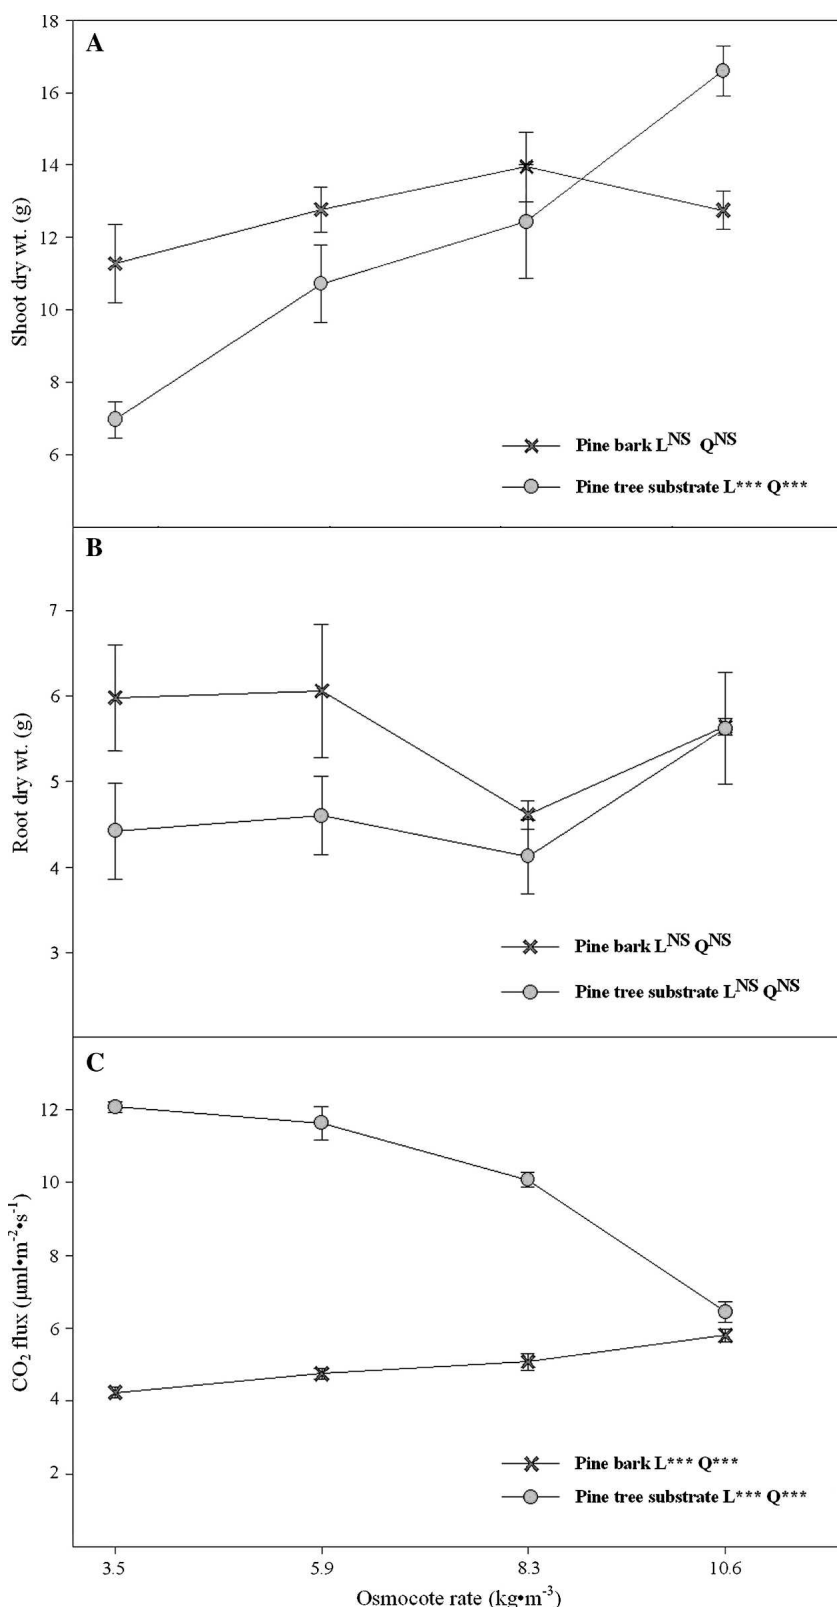 A
18
16
14
12
10
8
6
Shoot dry wt. (g)
Pine bark L^NS Q^NS
Pine tree substrate L*** Q***
B
7
6
5
4
3
Root dry wt. (g)
Pine bark L^NS Q^NS
Pine tree substrate L^NS Q^NS
C
12
10
8
6
4
2
CO₂ flux (µml•m⁻²•s⁻¹)
Pine bark L*** Q***
Pine tree substrate L*** Q***
3.5 5.9 8.3 10.6
Osmocote rate (kg•m⁻³)